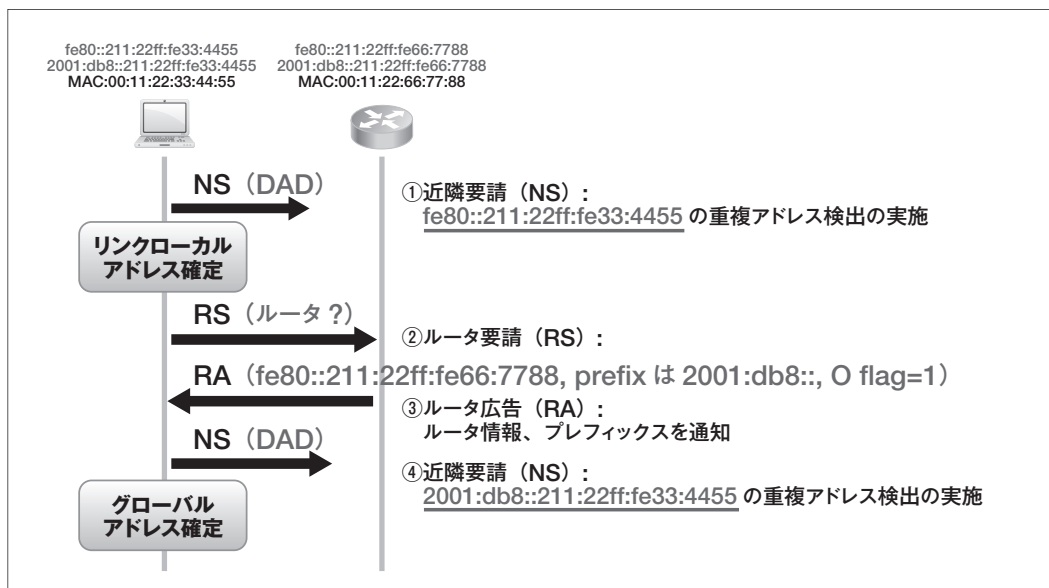 fe80::211:22ff:fe33:4455
2001:db8::211:22ff:fe33:4455
MAC:00:11:22:33:44:55
fe80::211:22ff:fe66:7788
2001:db8::211:22ff:fe66:7788
MAC:00:11:22:66:77:88
NS（DAD）
①近隣要請（NS）:
fe80::211:22ff:fe33:4455 の重複アドレス検出の実施
リンクローカル
アドレス確定
RS（ルータ？）
②ルータ要請（RS）:
RA（fe80::211:22ff:fe66:7788, prefix は 2001:db8::, O flag=1）
③ルータ広告（RA）:
ルータ情報、プレフィックスを通知
NS（DAD）
④近隣要請（NS）:
2001:db8::211:22ff:fe33:4455 の重複アドレス検出の実施
グローバル
アドレス確定